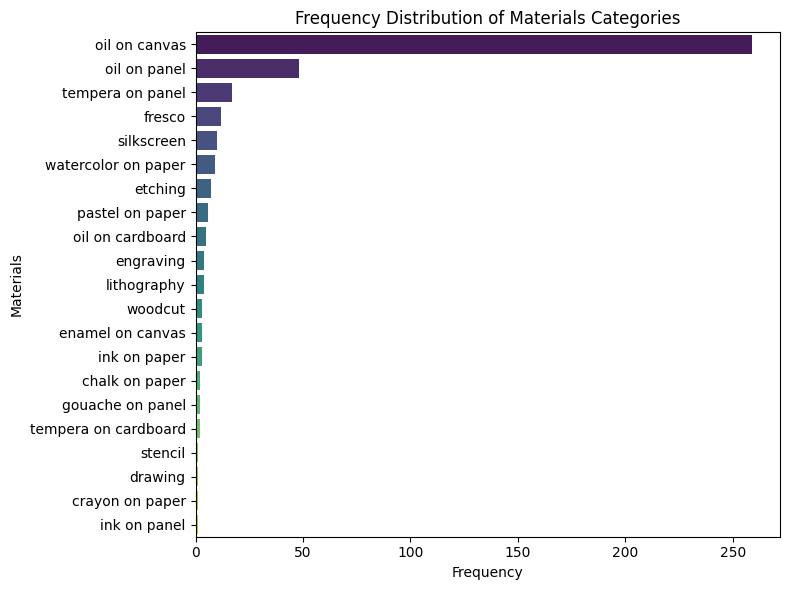 Frequency Distribution of Materials Categories
oil on canvas
oil on panel
tempera on panel
fresco
silkscreen
watercolor on paper
etching
pastel on paper
oil on cardboard
engraving
lithography
woodcut
enamel on canvas
ink on paper
chalk on paper
gouache on panel
tempera on cardboard
stencil
drawing
crayon on paper
ink on panel
Materials
0 50 100 150 200 250
Frequency